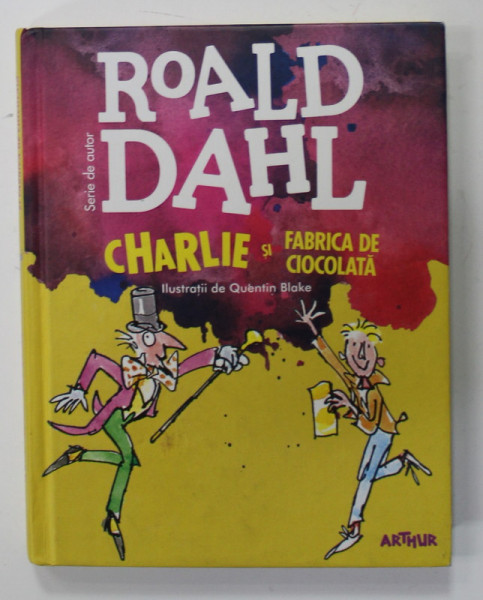 ROALD
DAHL
Serie de autor
CHARLIE și FABRICA DE
CIOCOLATĂ
Ilustrații de Quentin Blake
ARTHUR